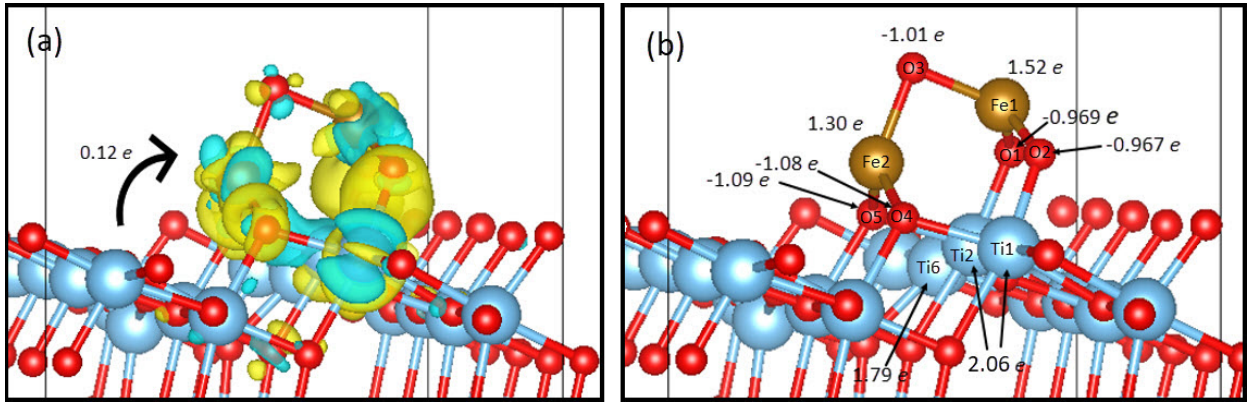 (a)
0.12 e
(b)
-1.01 e
O3
1.52 e
Fe1
-0.969 e
1.30 e
O1
O2
Fe2
-1.08 e
-0.967 e
-1.09 e
O5
O4
Ti6
Ti2
Ti1
1.79 e
2.06 e